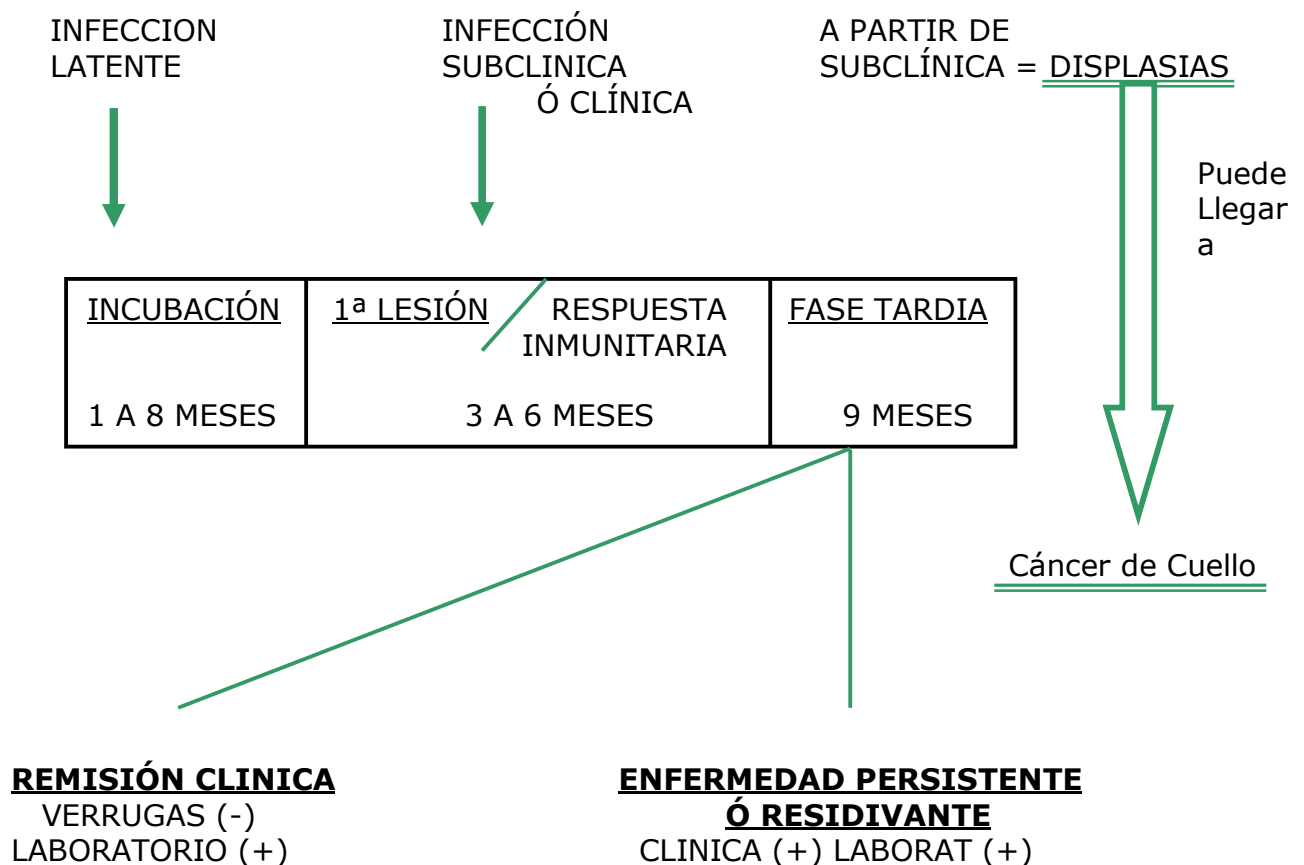 INFECCION
LATENTE
INFECCIÓN
SUBCLINICA
Ó CLÍNICA
A PARTIR DE
SUBCLÍNICA = DISPLASIAS
Puede
Llegar
a
INCUBACIÓN
1 A 8 MESES
1ª LESIÓN
RESPUESTA
INMUNITARIA
3 A 6 MESES
FASE TARDIA
9 MESES
Cáncer de Cuello
REMISIÓN CLINICA
VERRUGAS (-)
LABORATORIO (+)
ENFERMEDAD PERSISTENTE
Ó RESIDIVANTE
CLINICA (+) LABORAT (+)